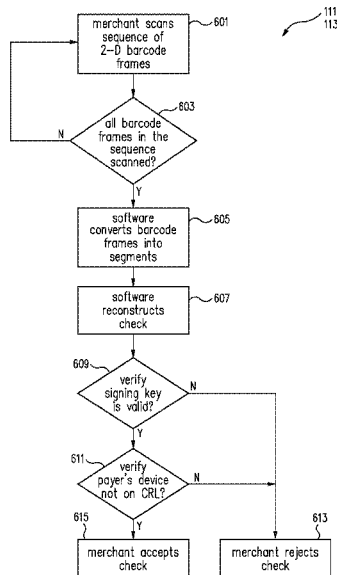 111
113
merchant scans
sequence of
2-D barcode
frames
601
603
all barcode
frames in the
sequence
scanned?
N
Y
software
converts barcode
frames into
segments
605
software
reconstructs
check
607
609
verify
signing key
is valid?
N
Y
611
verify
payer's device
not on CRL?
N
Y
615
merchant accepts
check
613
merchant rejects
check